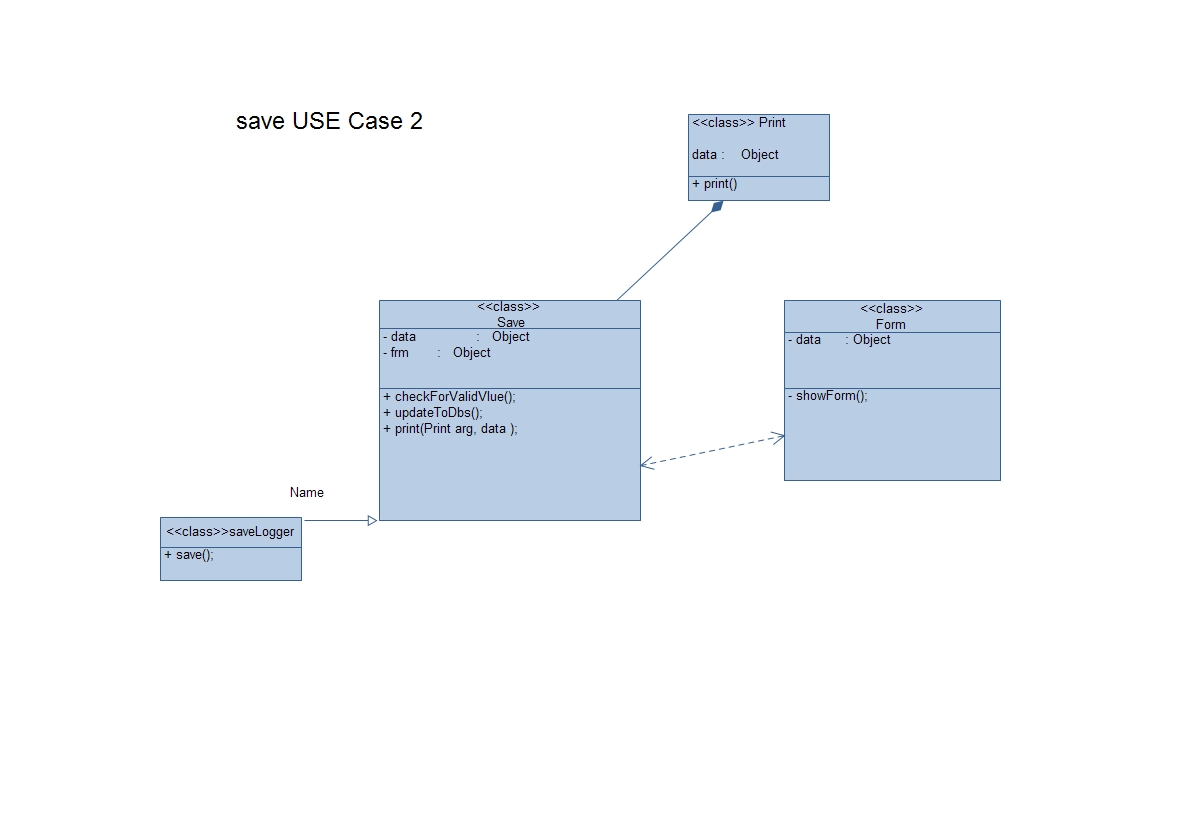 save USE Case 2
<<class>> Print
data : Object
+ print()
<<class>>
Save
- data : Object
- frm : Object
+ checkForValidVlue();
+ updateToDbs();
+ print(Print arg, data );
<<class>>
Form
- data : Object
- showForm();
Name
<<class>>saveLogger
+ save();